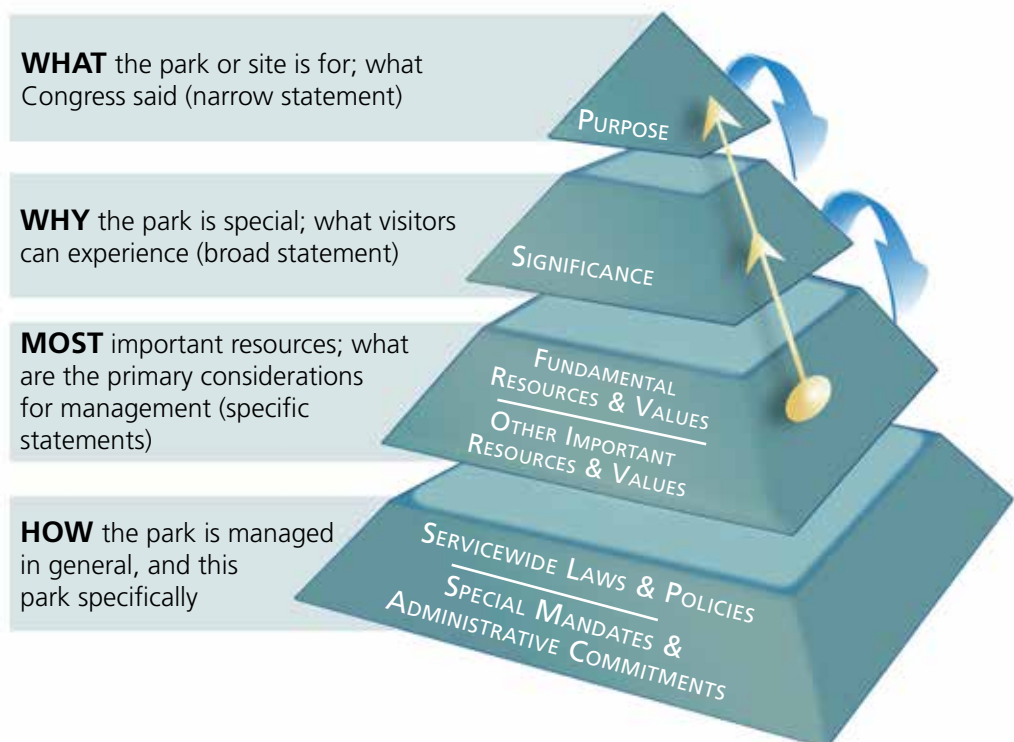 WHAT the park or site is for; what
Congress said (narrow statement)
PURPOSE
WHY the park is special; what visitors
can experience (broad statement)
SIGNIFICANCE
MOST important resources; what
are the primary considerations
for management (specific
statements)
FUNDAMENTAL
RESOURCES & VALUES
OTHER IMPORTANT
RESOURCES & VALUES
HOW the park is managed
in general, and this
park specifically
SERVICEWIDE LAWS & POLICIES
SPECIAL MANDATES &
ADMINISTRATIVE COMMITMENTS